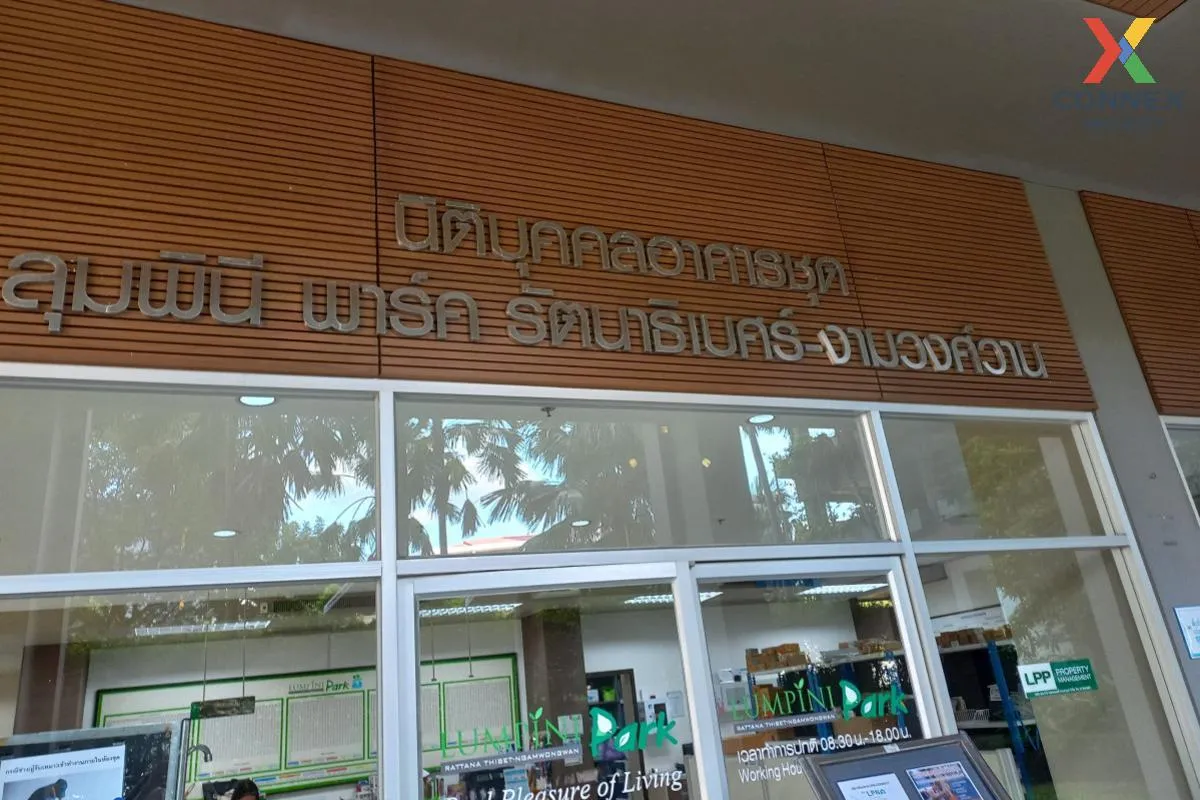 CONNEX
นิติบุคคลอาคารชุด
ลุมพินี พาร์ค รัตนาธิเบศร์-งามวงศ์วาน
LUMPINI Park
LUMPINI Park
RATTANA THIBET-NGAMWONGWAN
Pleasure of Living
LUMPINI Park
RATTANA THIBET-NGAMWONGWAN
เวลาทำการปกติ 08.30 น.-18.00 น.
Working Hou
LPP PROPERTY
MANAGEMENT